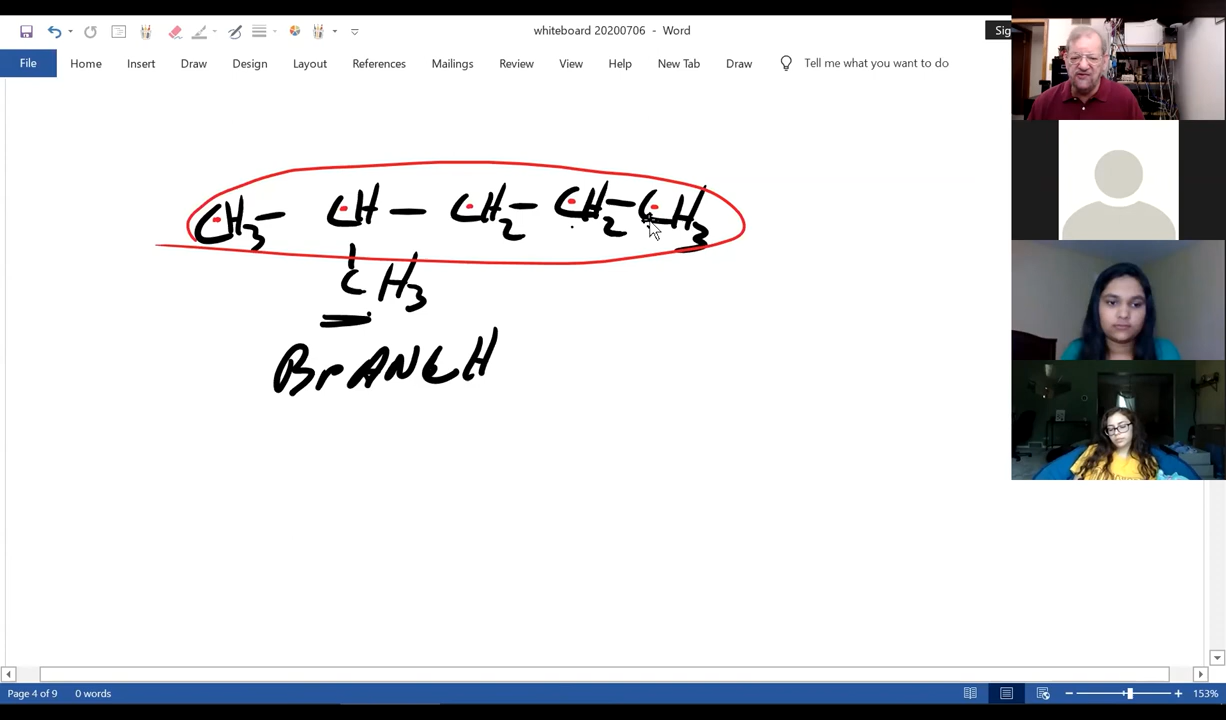 whiteboard 20200706 - Word
Sig
File Home Insert Draw Design Layout References Mailings Review View Help New Tab Draw Tell me what you want to do
CH3 - CH - CH2 - CH2 - CH3
CH3
BrANCH
Page 4 of 9 0 words
153%